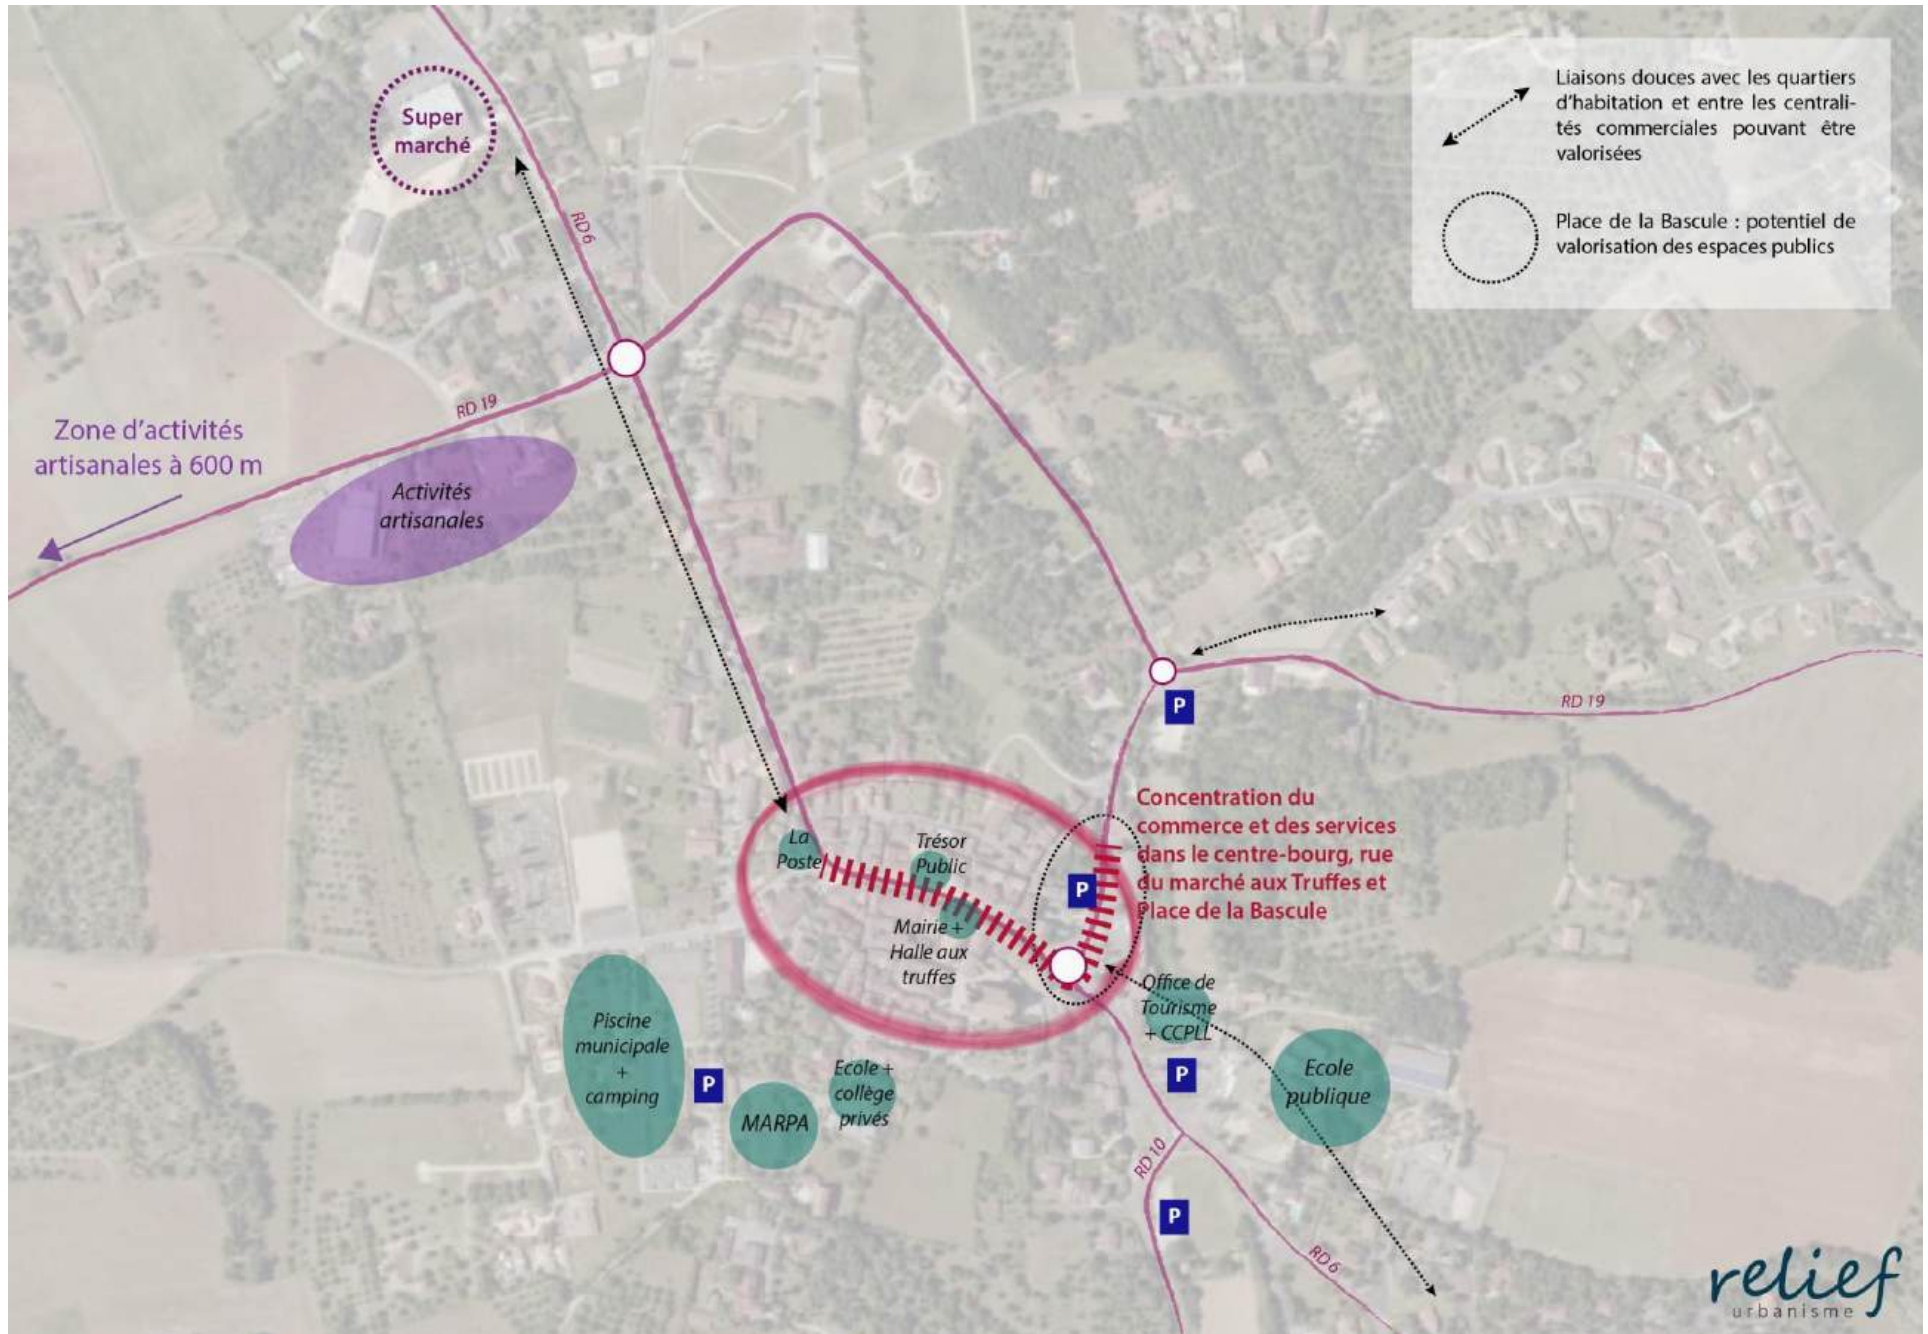 Super
marché
RD6
Liaisons douces avec les quartiers
d'habitation et entre les centrali-
tés commerciales pouvant être
valorisées
Place de la Bascule : potentiel de
valorisation des espaces publics
RD 19
Zone d'activités
artisanales à 600 m
Activités
artisanales
P
RD 19
Concentration du
commerce et des services
dans le centre-bourg, rue
du marché aux Truffes et
Place de la Bascule
La
Poste
Trésor
Public
P
Mairie +
Halle aux
truffes
Office de
Tourisme
+ CCPLL
Piscine
municipale
+
camping
P
MARPA
Ecole +
collège
privés
P
Ecole
publique
RD 10
P
RD6
relief
urbanisme